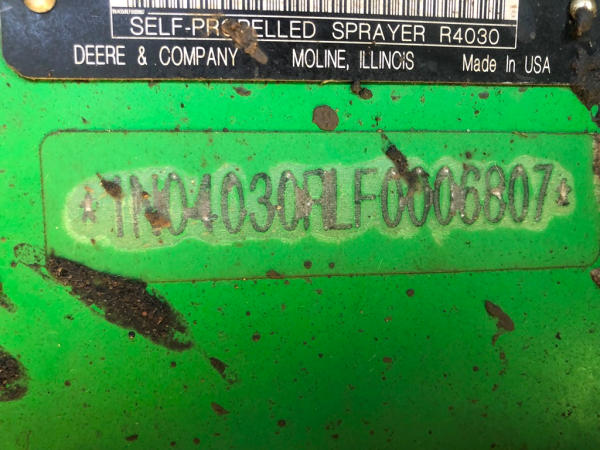 SELF-PROPELLED SPRAYER R4030
DEERE & COMPANY MOLINE, ILLINOIS Made In USA
*1N04030RLF0006807*